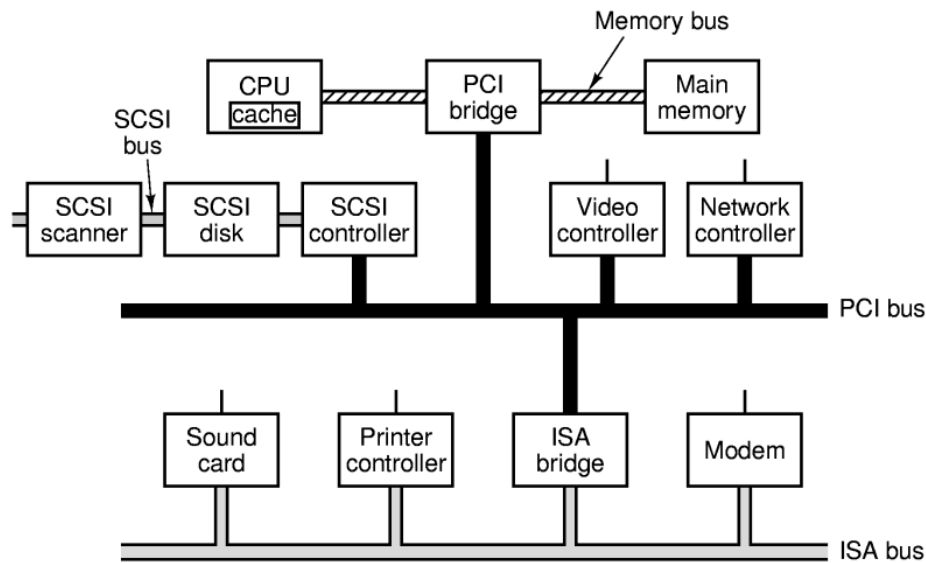 Memory bus
CPU
cache
PCI
bridge
Main
memory
SCSI
bus
SCSI
scanner
SCSI
disk
SCSI
controller
Video
controller
Network
controller
PCI bus
Sound
card
Printer
controller
ISA
bridge
Modem
ISA bus